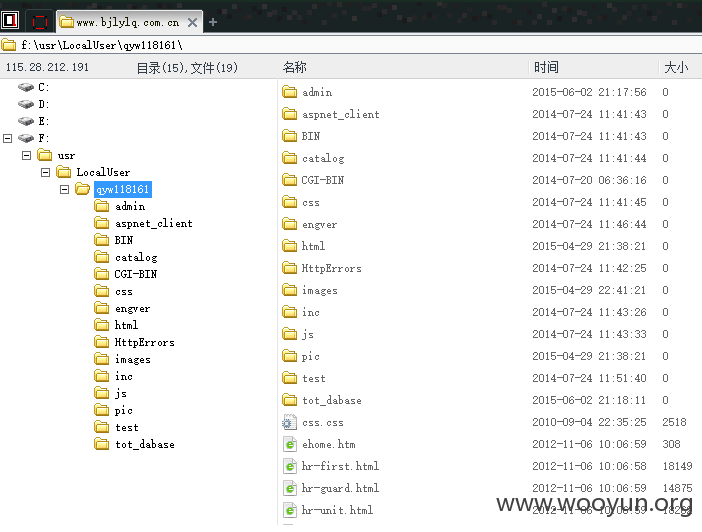 www.bjlylq.com.cn
f:\usr\LocalUser\qyw118161\
115.28.212.191 目录(15),文件(19) 名称 时间 大小
C:
D:
E:
F:
usr
LocalUser
qyw118161
admin
aspnet_client
BIN
catalog
CGI-BIN
css
engver
html
HttpErrors
images
inc
js
pic
test
tot_dabase
admin 2015-06-02 21:17:56 0
aspnet_client 2014-07-24 11:41:43 0
BIN 2014-07-24 11:41:43 0
catalog 2014-07-24 11:41:44 0
CGI-BIN 2014-07-20 06:36:16 0
css 2014-07-24 11:41:45 0
engver 2014-07-24 11:46:44 0
html 2015-04-29 21:38:21 0
HttpErrors 2014-07-24 11:42:25 0
images 2015-04-29 22:41:21 0
inc 2014-07-24 11:43:26 0
js 2014-07-24 11:43:33 0
pic 2015-04-29 21:38:21 0
test 2014-07-24 11:51:40 0
tot_dabase 2015-06-02 21:18:11 0
css.css 2010-09-04 22:35:25 2518
ehome.htm 2012-11-06 10:06:59 308
hr-first.html 2012-11-06 10:06:58 18149
hr-guard.html 2012-11-06 10:06:59 14875
hr-unit.html 2012-11-06 10:06:59
www.wooyun.org